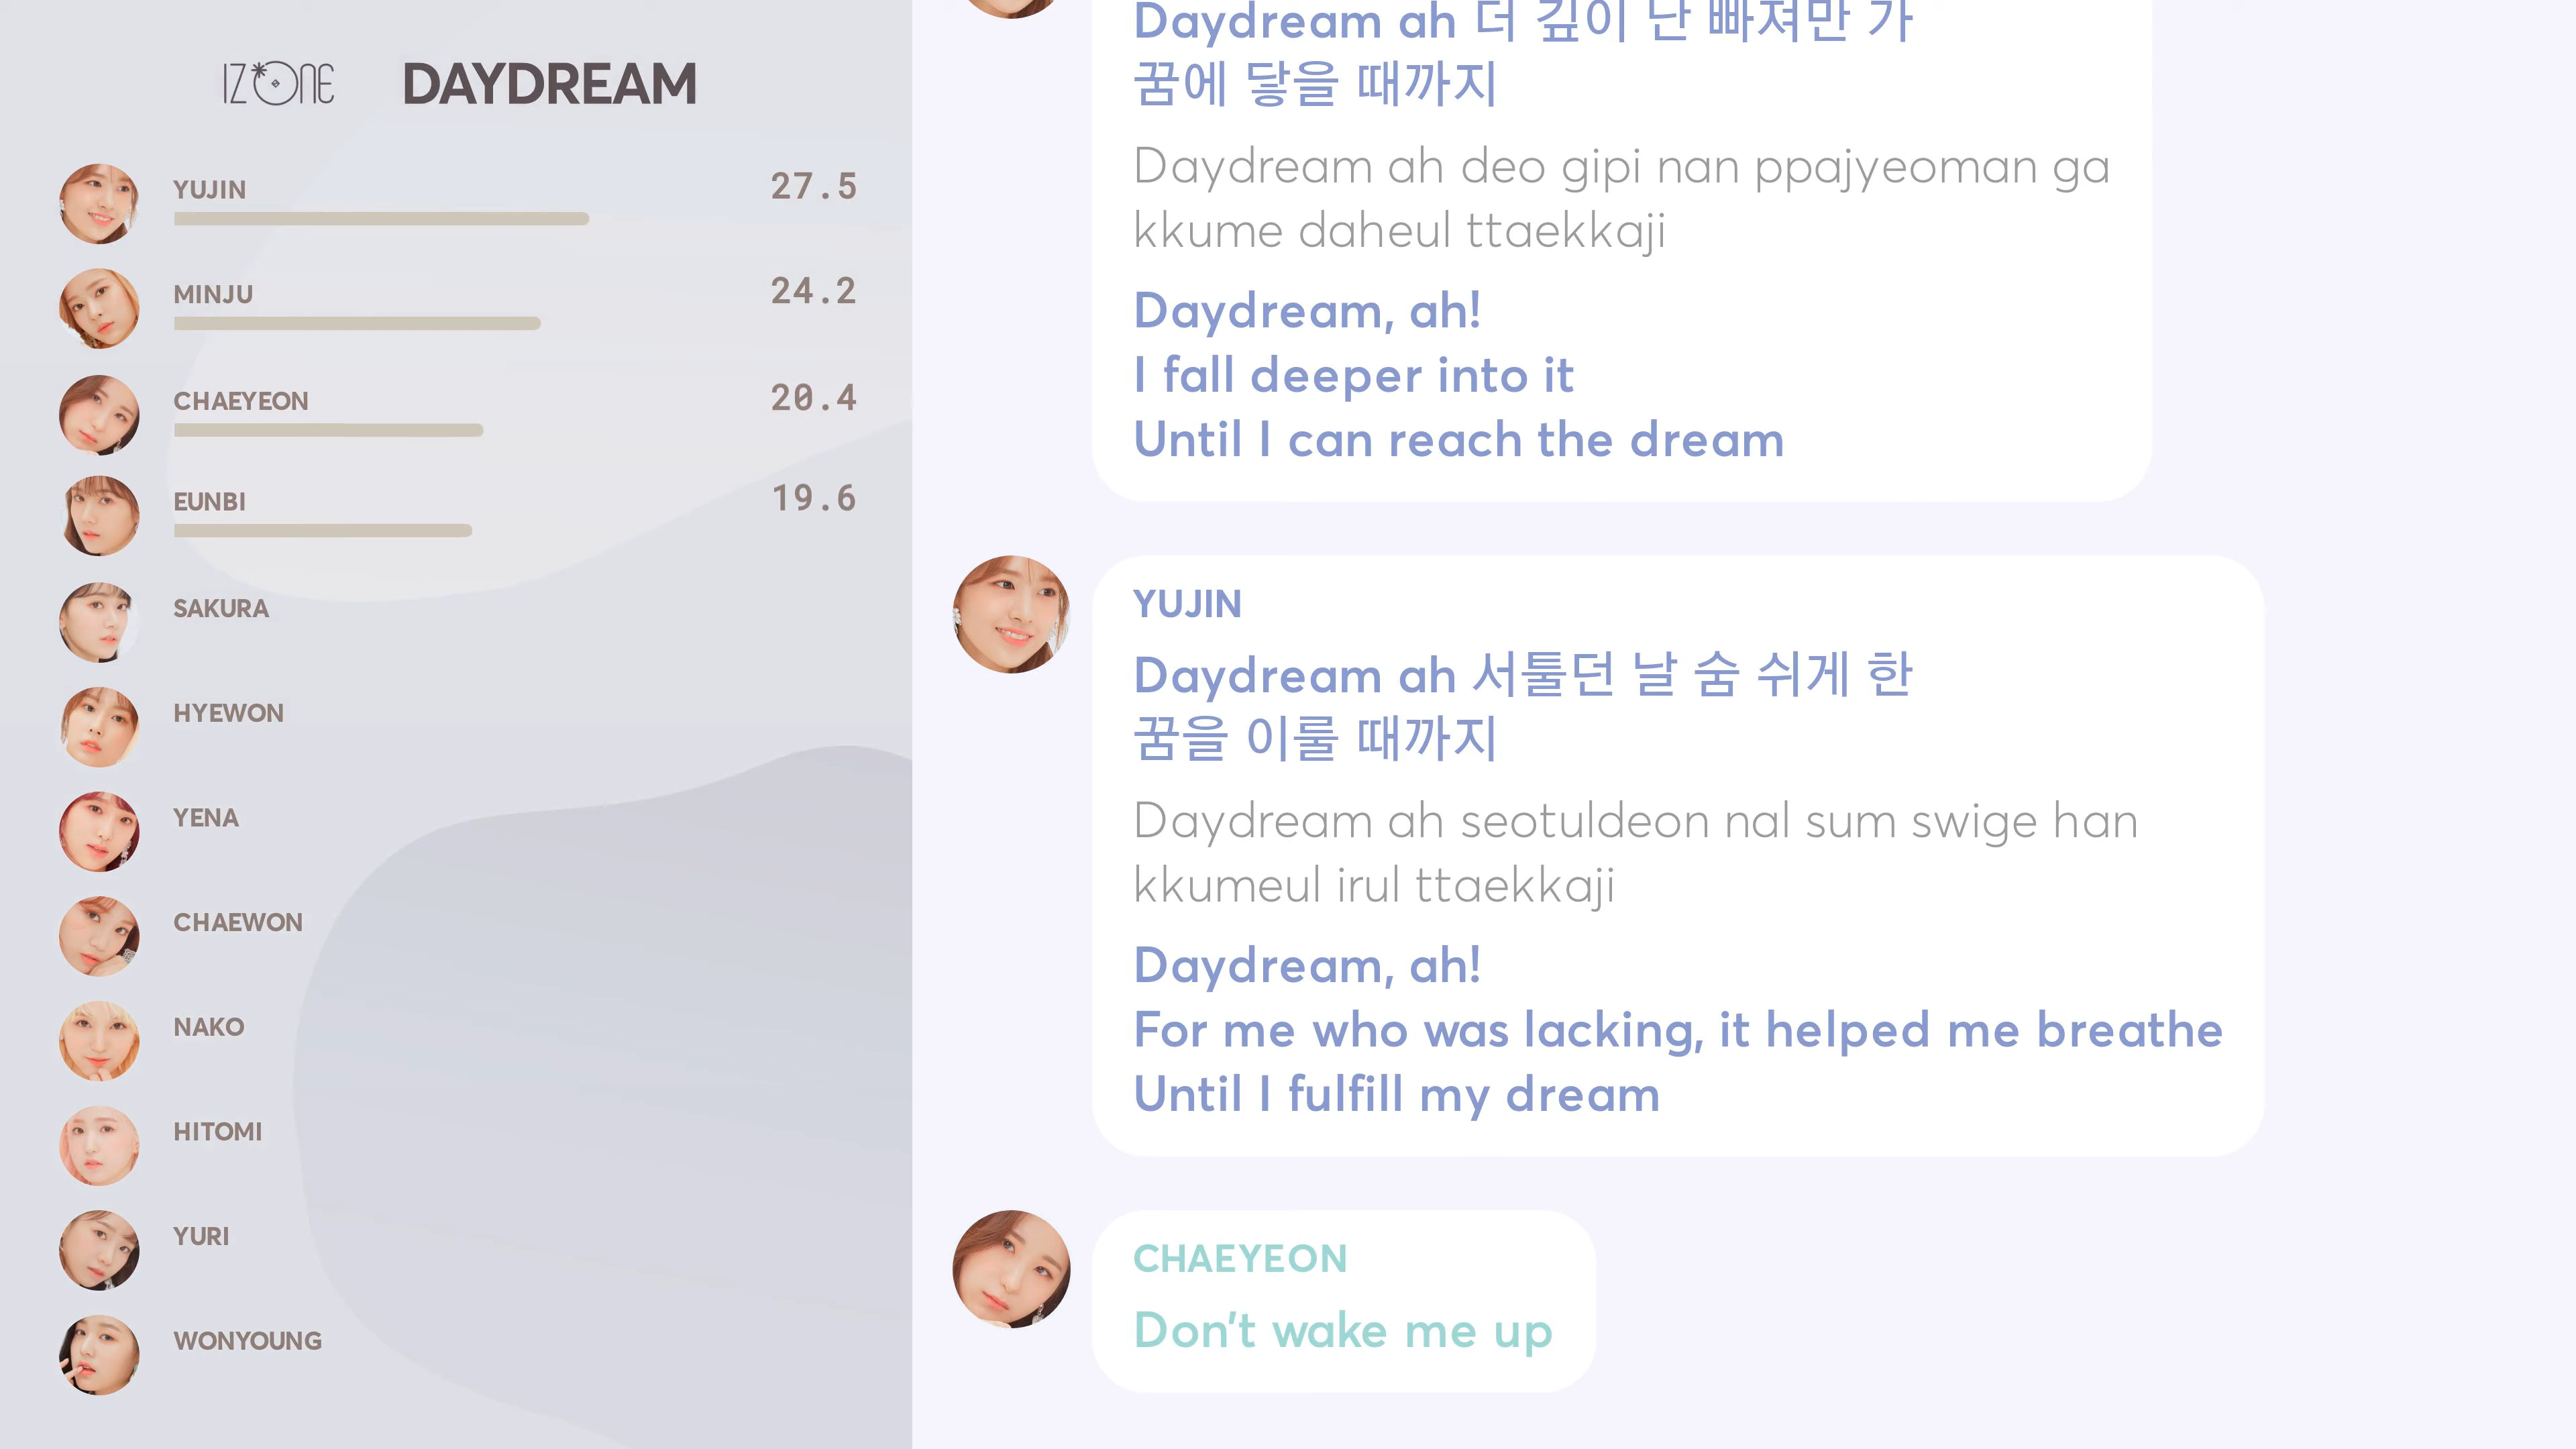 IZ*ONE DAYDREAM
YUJIN 27.5
MINJU 24.2
CHAEYEON 20.4
EUNBI 19.6
SAKURA
HYEWON
YENA
CHAEWON
NAKO
HITOMI
YURI
WONYOUNG
Daydream ah 더 깊이 난 빠져만 가
꿈에 닿을 때까지
Daydream ah deo gipi nan ppajyeoman ga
kkume daheul ttaekkaji
Daydream, ah!
I fall deeper into it
Until I can reach the dream
YUJIN
Daydream ah 서툴던 날 숨 쉬게 한
꿈을 이룰 때까지
Daydream ah seotuldeon nal sum swige han
kkumeul irul ttaekkaji
Daydream, ah!
For me who was lacking, it helped me breathe
Until I fulfill my dream
CHAEYEON
Don't wake me up